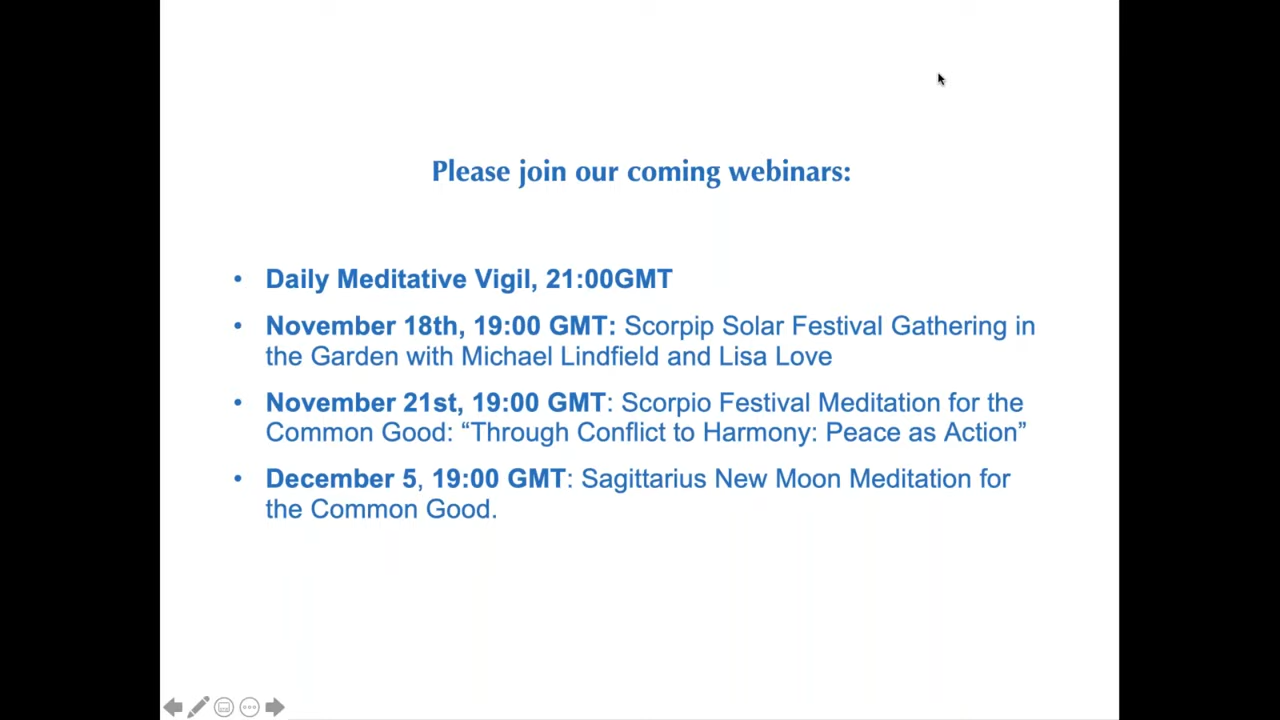 Please join our coming webinars:
• Daily Meditative Vigil, 21:00GMT
• November 18th, 19:00 GMT: Scorpip Solar Festival Gathering in
the Garden with Michael Lindfield and Lisa Love
• November 21st, 19:00 GMT: Scorpio Festival Meditation for the
Common Good: “Through Conflict to Harmony: Peace as Action”
• December 5, 19:00 GMT: Sagittarius New Moon Meditation for
the Common Good.